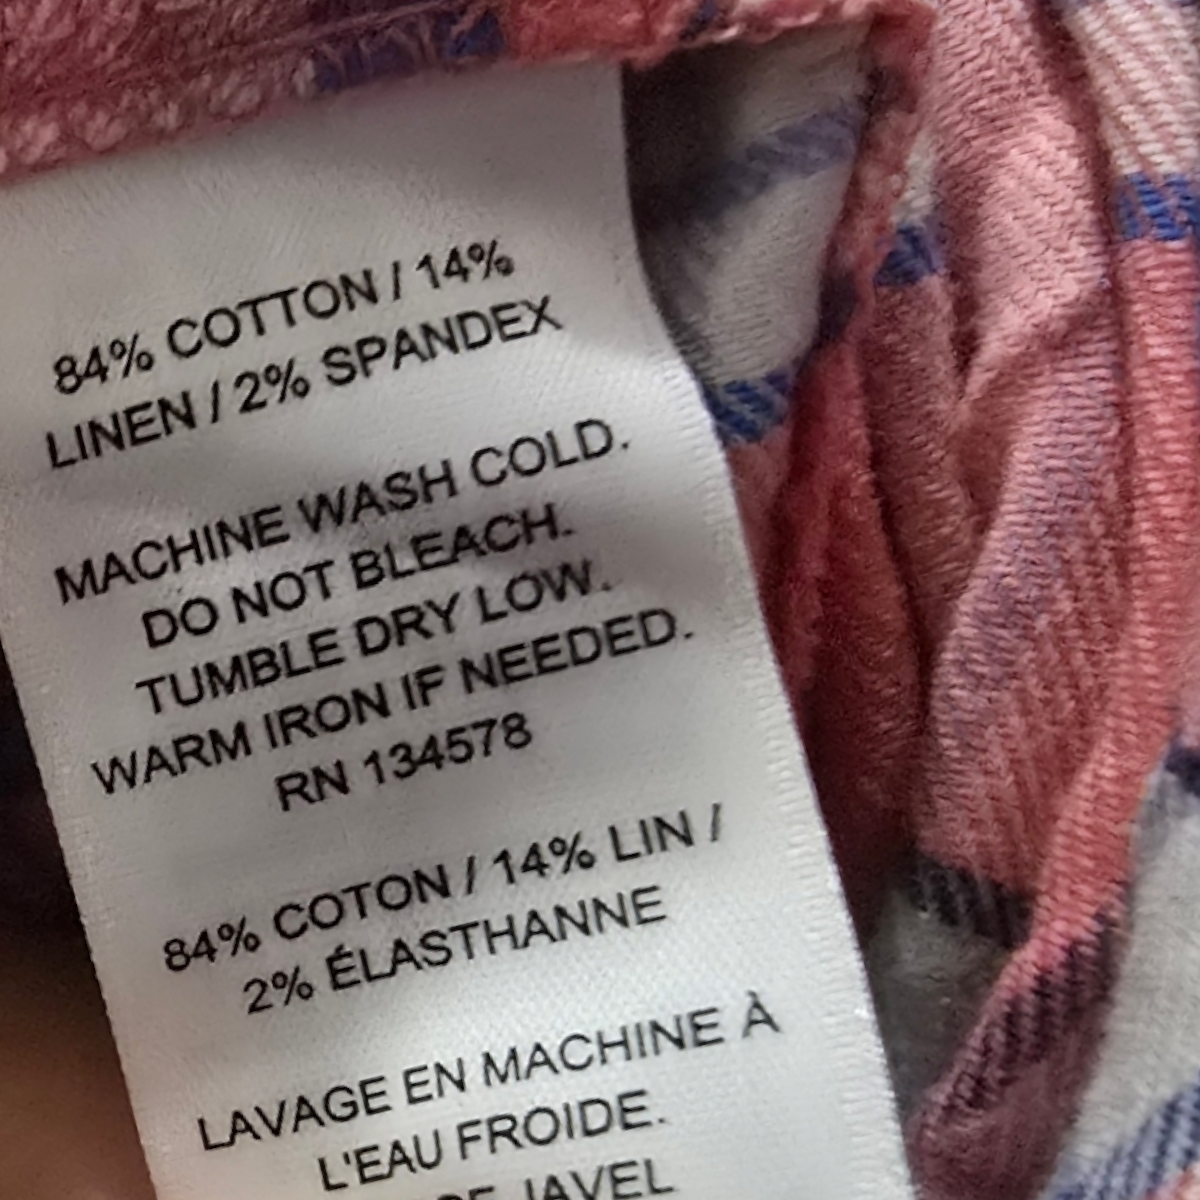 84% COTTON / 14%
LINEN / 2% SPANDEX
MACHINE WASH COLD.
DO NOT BLEACH.
TUMBLE DRY LOW.
WARM IRON IF NEEDED.
RN 134578
84% COTON / 14% LIN /
2% ÉLASTHANNE
LAVAGE EN MACHINE À
L'EAU FROIDE.
JAVEL